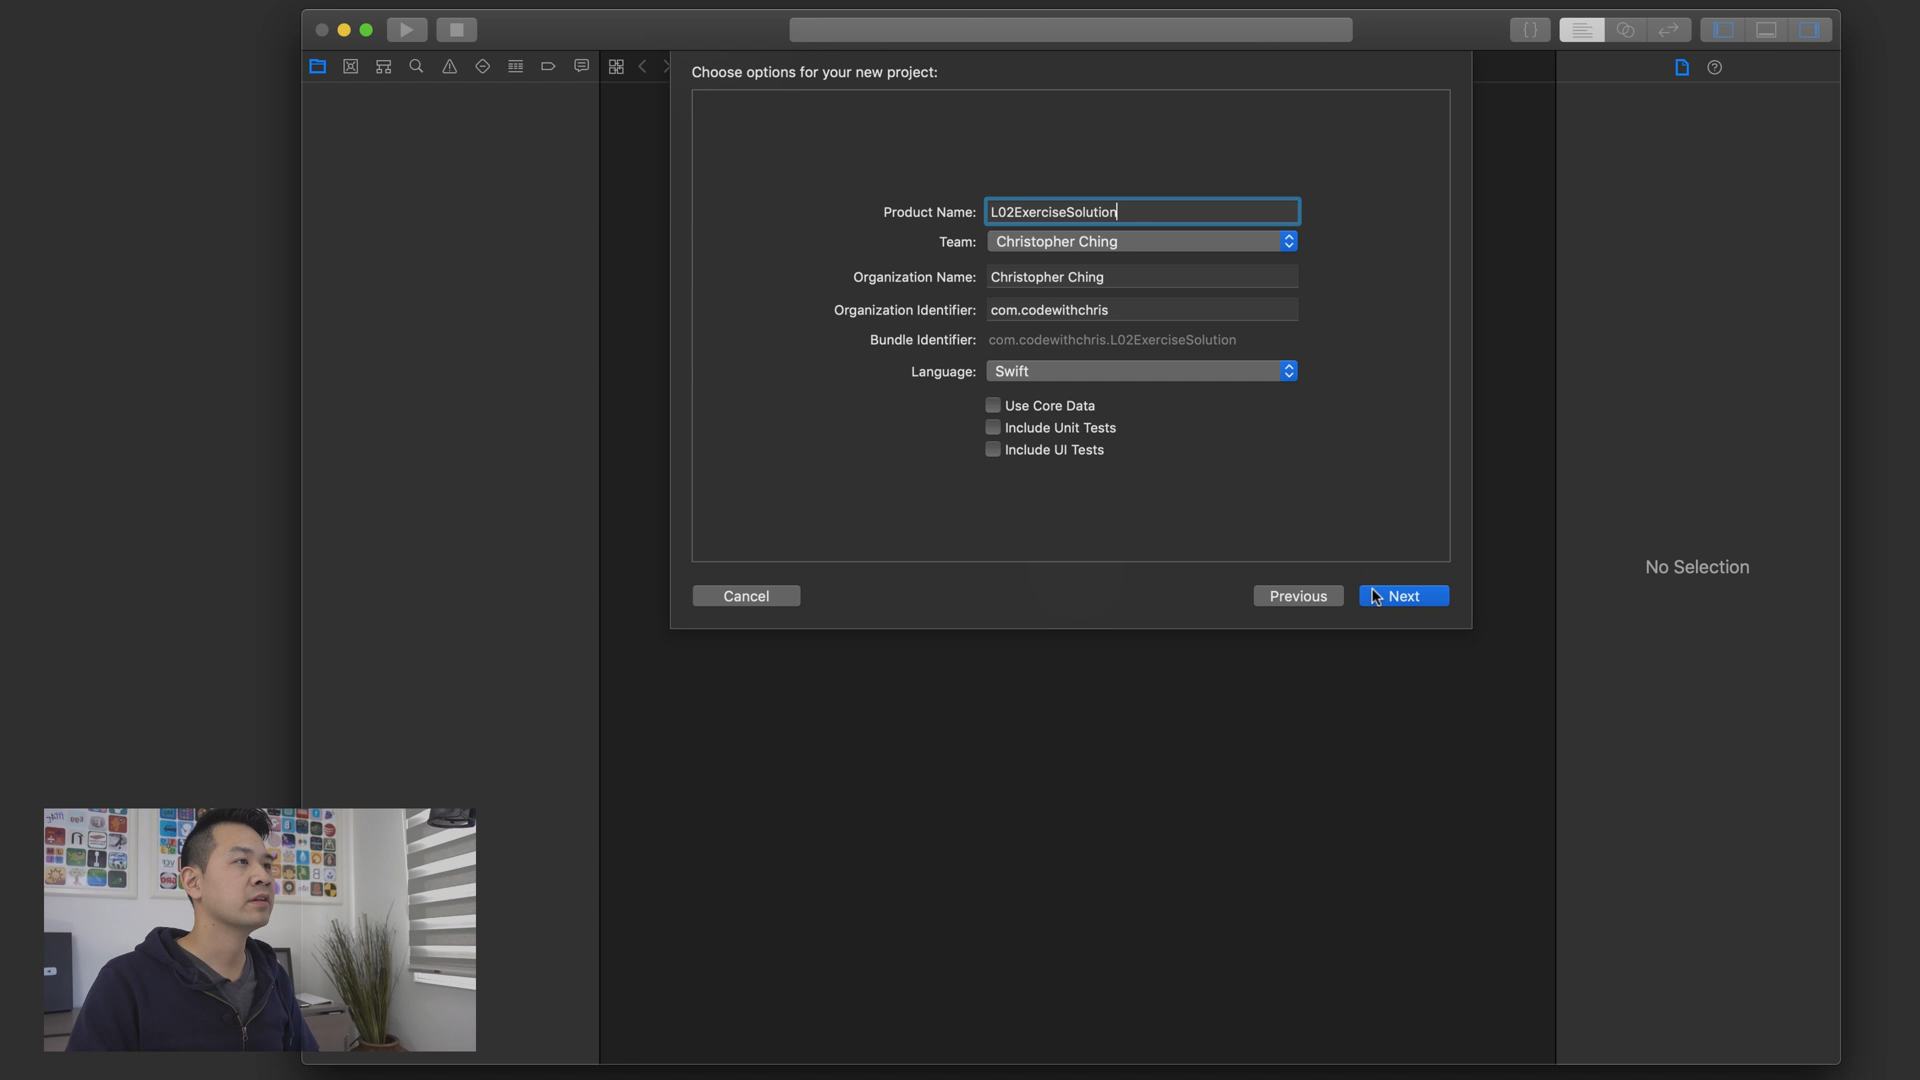 Choose options for your new project:
Product Name: L02ExerciseSolution
Team: Christopher Ching
Organization Name: Christopher Ching
Organization Identifier: com.codewithchris
Bundle Identifier: com.codewithchris.L02ExerciseSolution
Language: Swift
Use Core Data
Include Unit Tests
Include UI Tests
No Selection
Cancel
Previous
Next